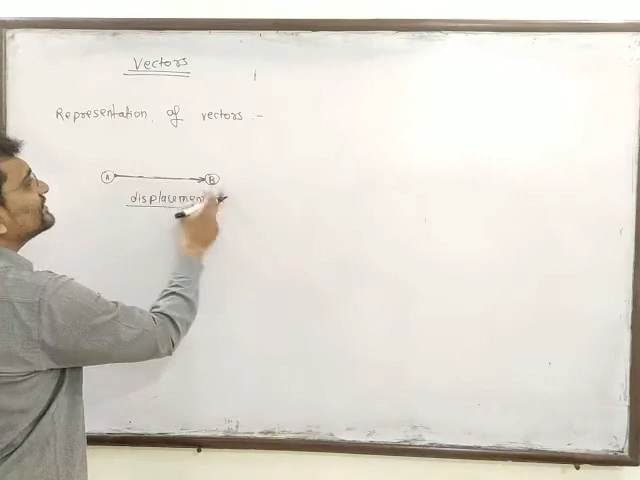 Vectors
Representation of vectors :-
A B
displacement